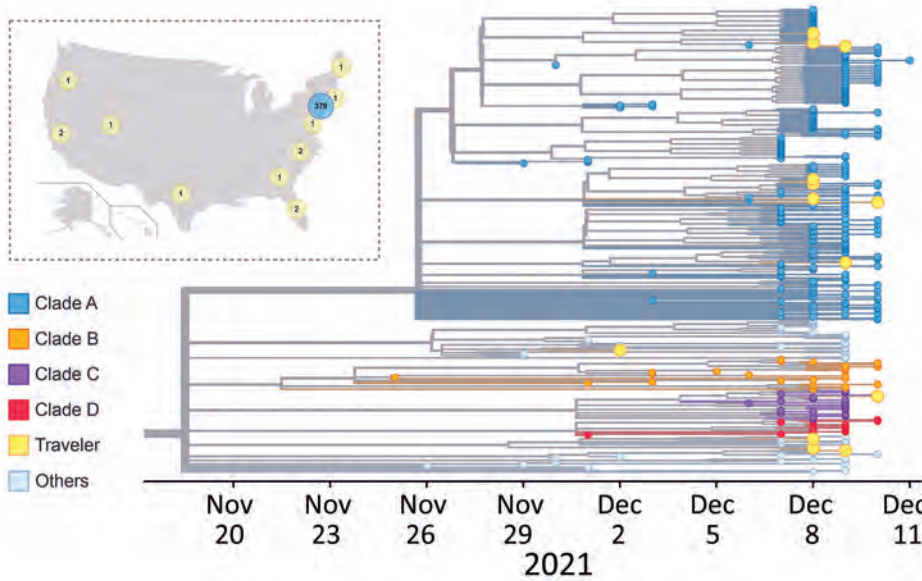 1
1
1
379
2
1
1
2
1
1
2
Clade A
Clade B
Clade C
Clade D
Traveler
Others
Nov Nov Nov Nov Dec Dec Dec Dec
20 23 26 29 2 5 8 11
2021